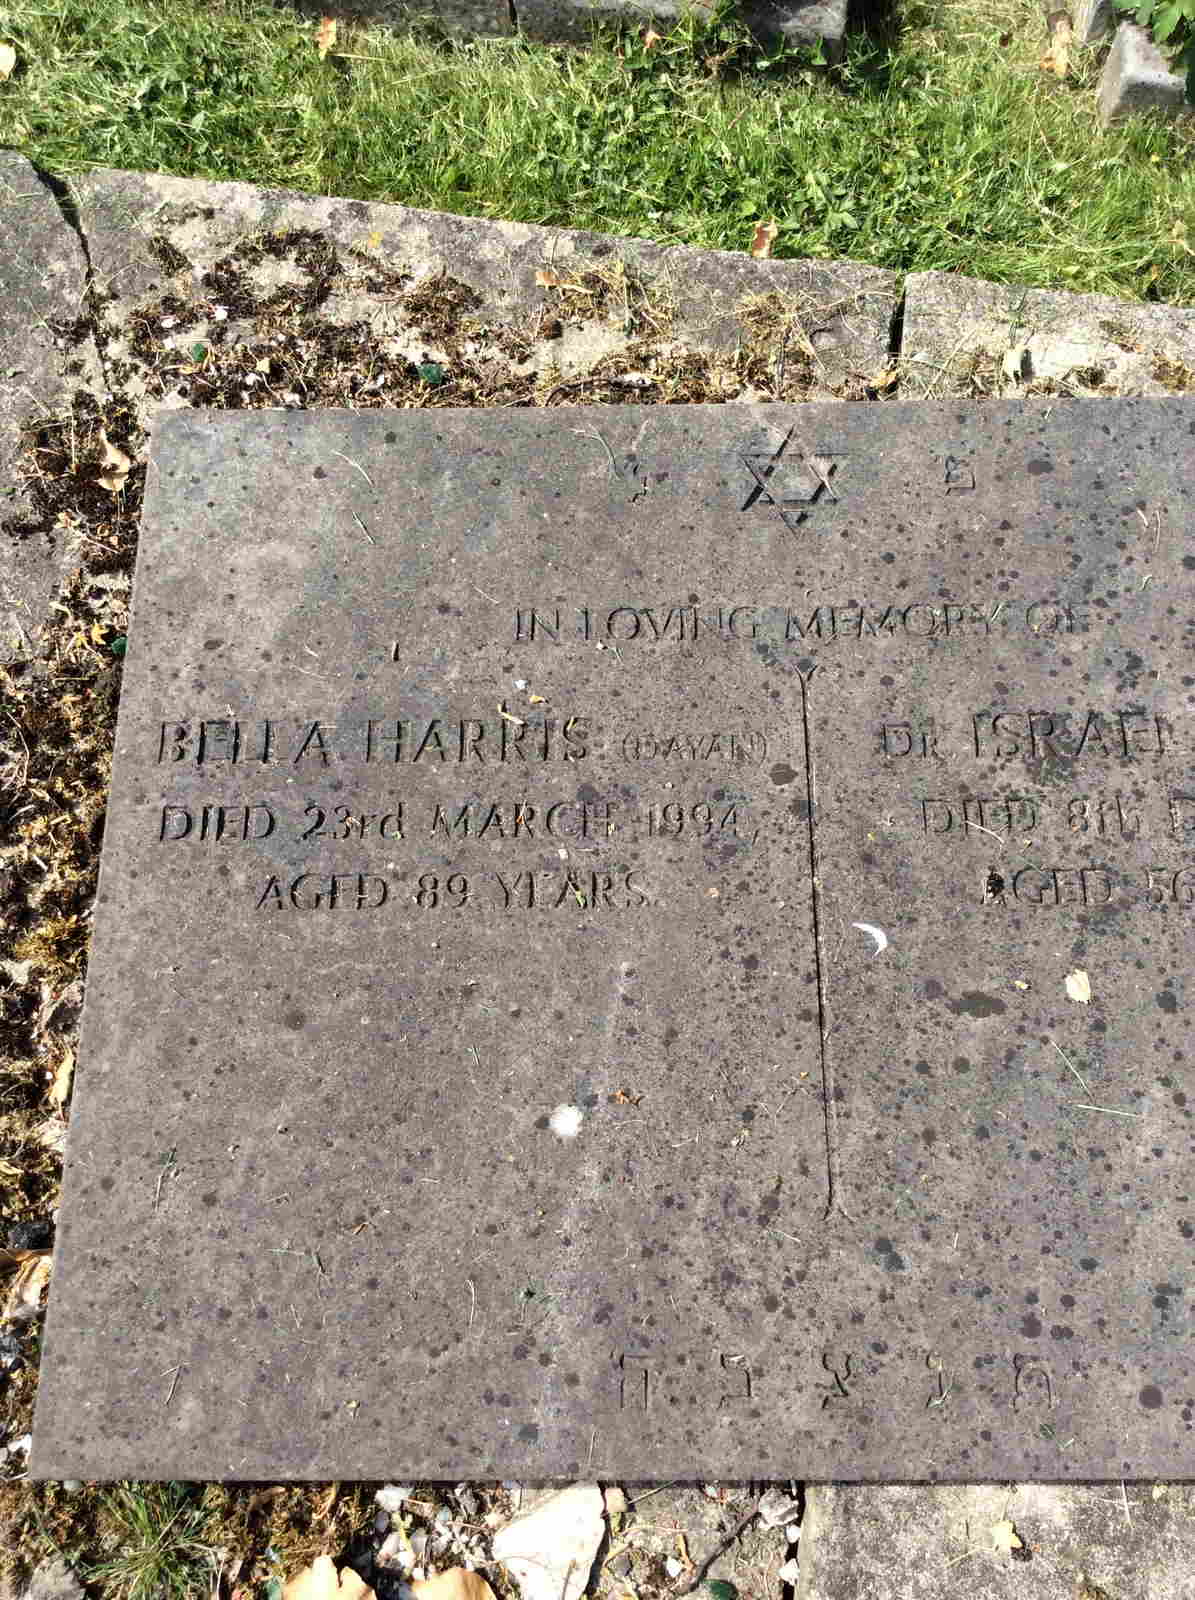 פ נ
IN LOVING MEMORY OF
BELLA HARRIS (DAYAN)
DIED 23rd MARCH 1994,
AGED 89 YEARS.
DR. ISRAEL
DIED 8th D
AGED 56
ת נ צ ב ה